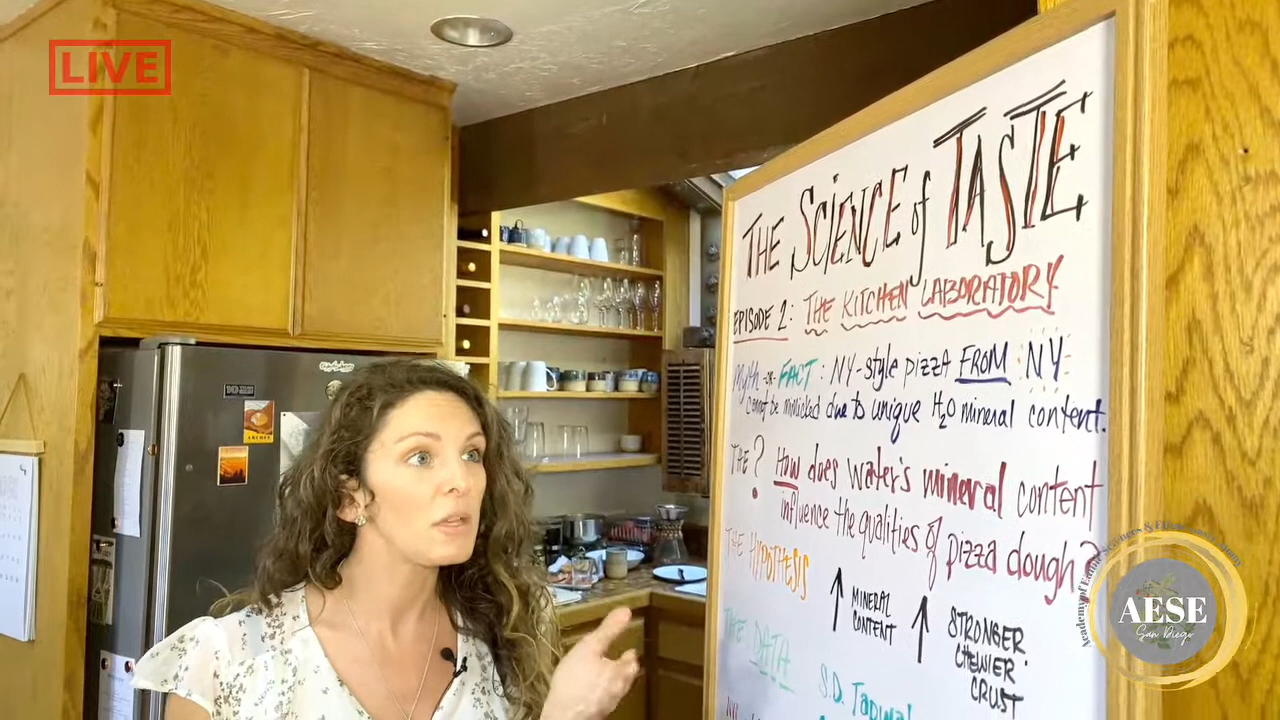 LIVE
THE SCIENCE of TASTE
EPISODE 2: THE KITCHEN LABORATORY
Myth -or- FACT: NY-style pizza FROM NY
cannot be mimicked due to unique H₂O mineral content.
THE ? How does water's mineral content
influence the qualities of pizza dough?
THE HYPOTHESIS
↑ MINERAL CONTENT ↑ STRONGER CHEWIER CRUST
THE DATA
S.D. Tapwater
AESE
San Diego